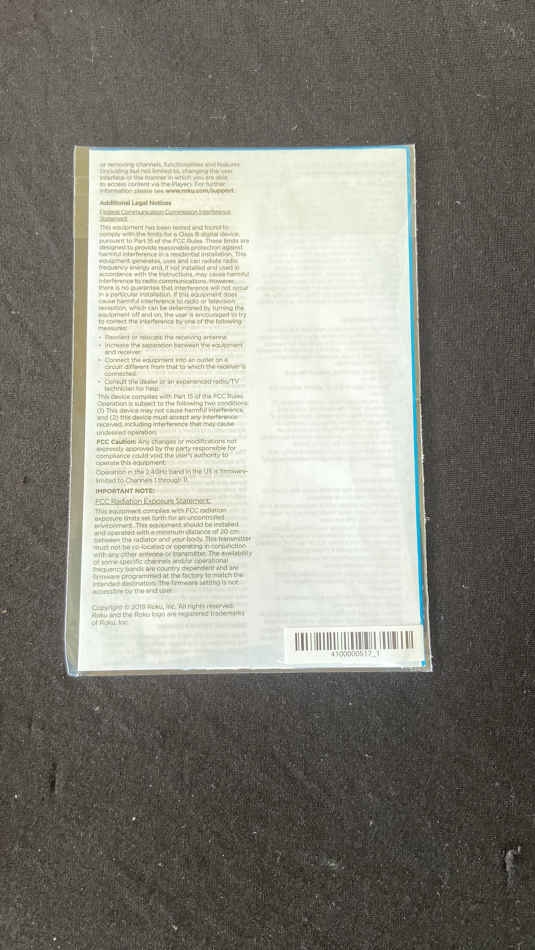 or removing channels, functionalities and features
(including but not limited to, changing the user
interface or the manner in which you are able
to access content via the Player). For further
information please see www.roku.com/support.
Additional Legal Notices
Federal Communication Commission Interference
Statement
This equipment has been tested and found to
comply with the limits for a Class B digital device,
pursuant to Part 15 of the FCC Rules. These limits are
designed to provide reasonable protection against
harmful interference in a residential installation. This
equipment generates, uses and can radiate radio
frequency energy and, if not installed and used in
accordance with the instructions, may cause harmful
interference to radio communications. However,
there is no guarantee that interference will not occur
in a particular installation. If this equipment does
cause harmful interference to radio or television
reception, which can be determined by turning the
equipment off and on, the user is encouraged to try
to correct the interference by one of the following
measures:
• Reorient or relocate the receiving antenna.
• Increase the separation between the equipment
and receiver.
• Connect the equipment into an outlet on a
circuit different from that to which the receiver is
connected.
• Consult the dealer or an experienced radio/TV
technician for help.
This device complies with Part 15 of the FCC Rules.
Operation is subject to the following two conditions:
(1) This device may not cause harmful interference,
and (2) this device must accept any interference
received, including interference that may cause
undesired operation.
FCC Caution: Any changes or modifications not
expressly approved by the party responsible for
compliance could void the user's authority to
operate this equipment.
Operation in the 2.4GHz band in the US is firmware-
limited to Channels 1 through 11.
IMPORTANT NOTE:
FCC Radiation Exposure Statement:
This equipment complies with FCC radiation
exposure limits set forth for an uncontrolled
environment. This equipment should be installed
and operated with a minimum distance of 20 cm
between the radiator and your body. This transmitter
must not be co-located or operating in conjunction
with any other antenna or transmitter. The availability
of some specific channels and/or operational
frequency bands are country dependent and are
firmware programmed at the factory to match the
intended destination. The firmware setting is not
accessible by the end user.
Copyright © 2019 Roku, Inc. All rights reserved.
Roku and the Roku logo are registered trademarks
of Roku, Inc.
4100000517_1